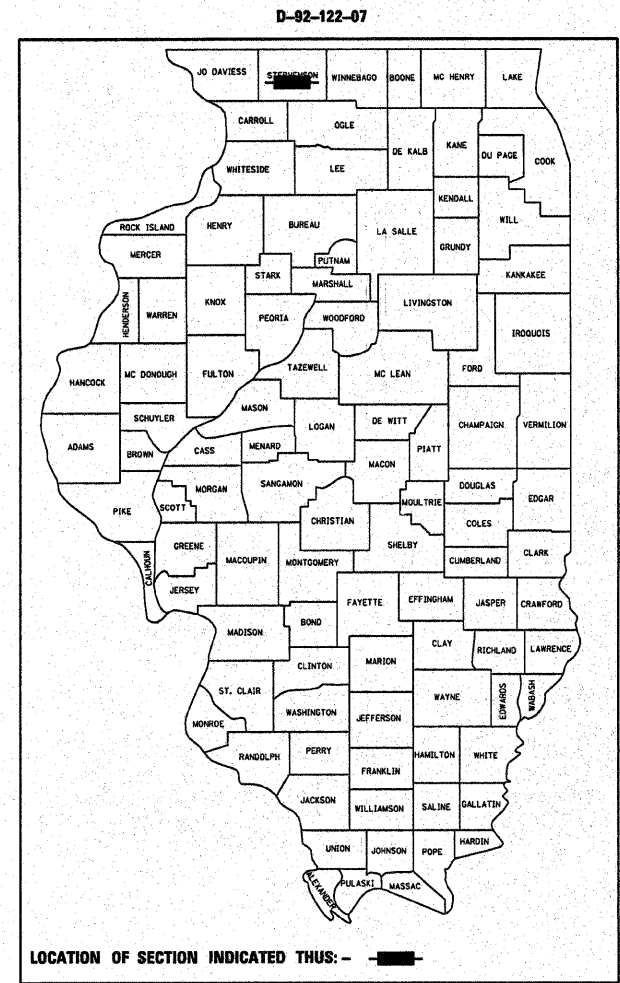 D-92-122-07
JO DAVIESS STEPHENSON WINNEBAGO BOONE MC HENRY LAKE
CARROLL OGLE
DE KALB KANE DU PAGE COOK
WHITESIDE LEE
KENDALL
ROCK ISLAND HENRY BUREAU LA SALLE GRUNDY WILL
MERCER PUTNAM
STARK MARSHALL KANKAKEE
HENDERSON WARREN KNOX PEORIA WOODFORD LIVINGSTON
IROQUOIS
HANCOCK MC DONOUGH FULTON TAZEWELL MC LEAN FORD
MASON
SCHUYLER LOGAN DE WITT CHAMPAIGN VERMILION
ADAMS BROWN CASS MENARD PIATT
MACON
MORGAN SANGAMON DOUGLAS
PIKE SCOTT MOULTRIE EDGAR
CHRISTIAN COLES
GREENE SHELBY
CALHOUN MACOUPIN MONTGOMERY CUMBERLAND CLARK
JERSEY
FAYETTE EFFINGHAM JASPER CRAWFORD
BOND
MADISON CLAY RICHLAND LAWRENCE
CLINTON MARION
ST. CLAIR WAYNE EDWARDS WABASH
WASHINGTON JEFFERSON
MONROE
RANDOLPH PERRY HAMILTON WHITE
FRANKLIN
JACKSON WILLIAMSON SALINE GALLATIN
UNION JOHNSON POPE HARDIN
ALEXANDER PULASKI MASSAC
LOCATION OF SECTION INDICATED THUS: -